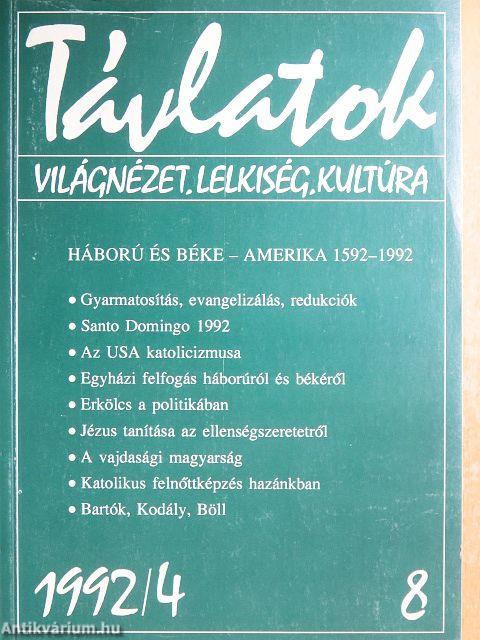 Távlatok
VILÁGNÉZET.LELKISÉG.KULTÚRA
HÁBORÚ ÉS BÉKE – AMERIKA 1592–1992
• Gyarmatosítás, evangelizálás, redukciók
• Santo Domingo 1992
• Az USA katolicizmusa
• Egyházi felfogás háborúról és békéről
• Erkölcs a politikában
• Jézus tanítása az ellenségszeretetről
• A vajdasági magyarság
• Katolikus felnőttképzés hazánkban
• Bartók, Kodály, Böll
1992/4 8
Antikvárium.hu